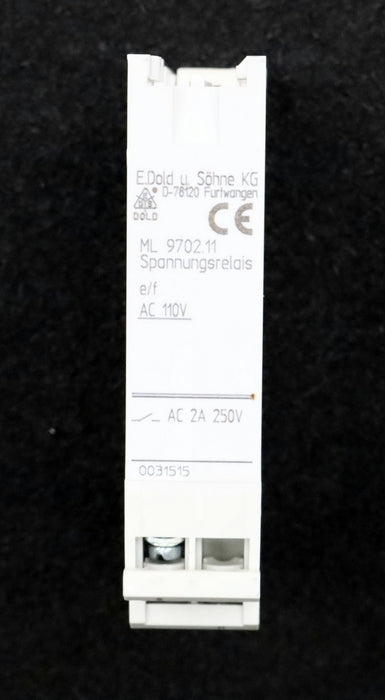 E.Dold u. Söhne KG
D-78120 Furtwangen
DOLD
CE
ML 9702.11
Spannungsrelais
e/f
AC 110V
AC 2A 250V
0031515